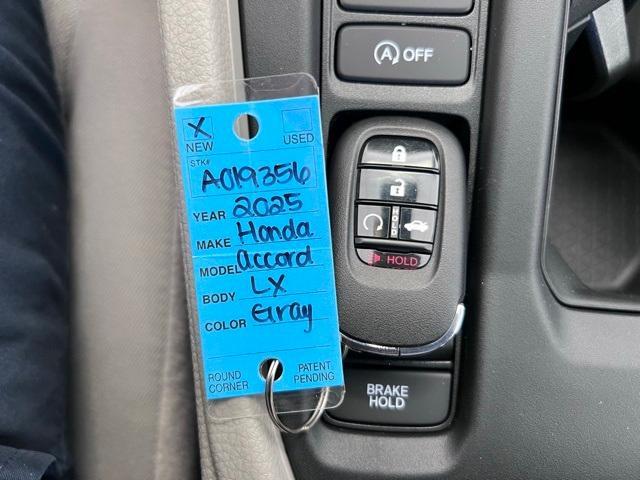 OFF
X
NEW USED
STK#
A019356
YEAR 2025
MAKE Honda
MODEL accord
BODY LX
COLOR Gray
ROUND CORNER
PATENT PENDING
HOLD
HOLD
BRAKE
HOLD